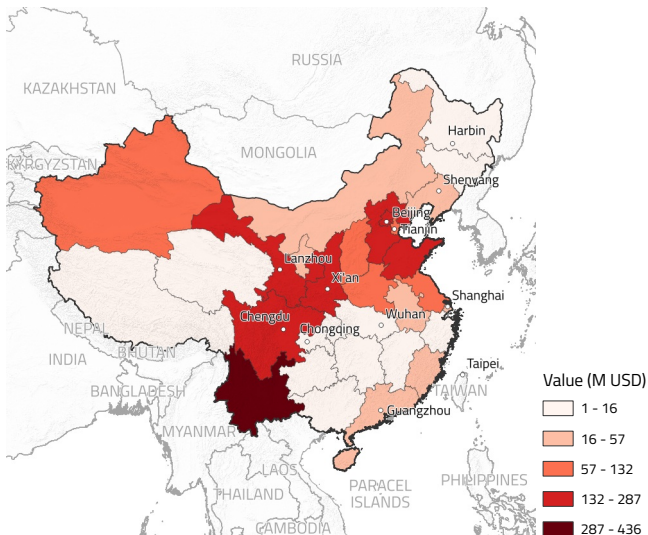 RUSSIA
KAZAKHSTAN
Harbin
MONGOLIA
KYRGYZSTAN
Shenyang
Beijing
Tianjin
Lanzhou
Xi'an
Shanghai
Chengdu
Wuhan
Chongqing
NEPAL
BHUTAN
INDIA
Taipei
BANGLADESH
TAIWAN
Guangzhou
MYANMAR
LAOS
THAILAND
PARACEL
ISLANDS
PHILIPPINES
CAMBODIA
Value (M USD)
1 - 16
16 - 57
57 - 132
132 - 287
287 - 436